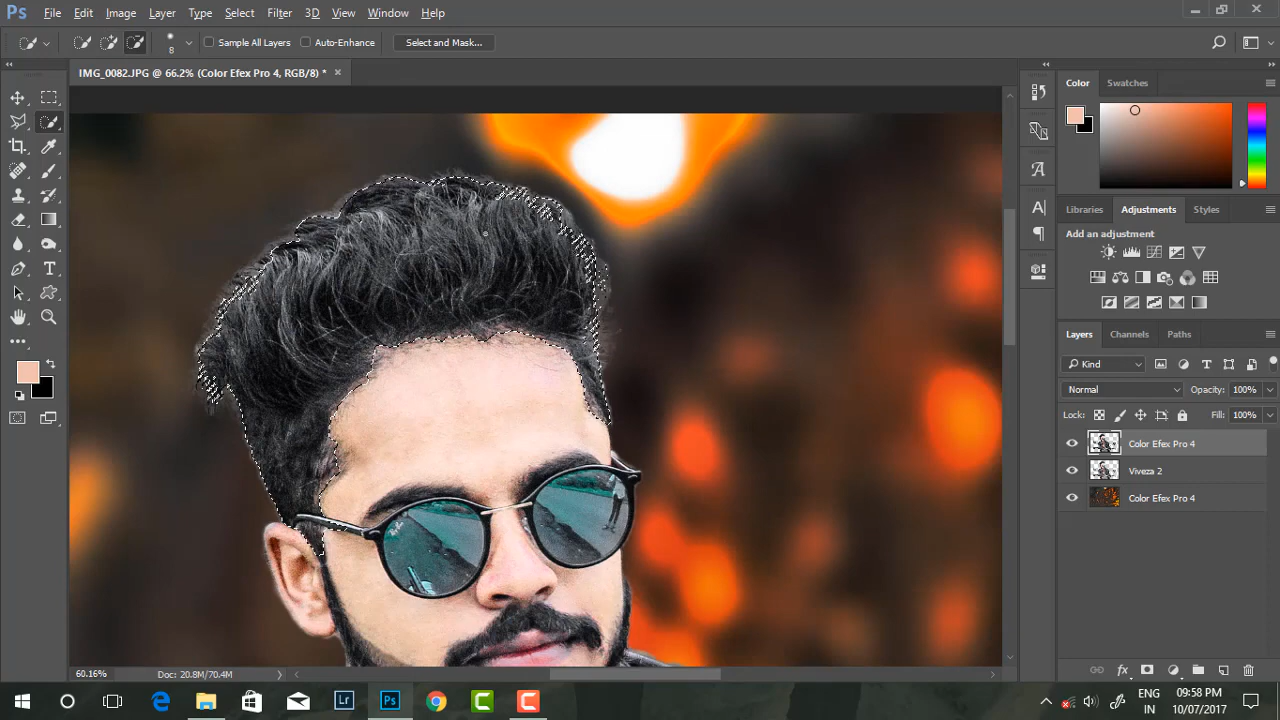 Ps File Edit Image Layer Type Select Filter 3D View Window Help
8 Sample All Layers Auto-Enhance Select and Mask...
IMG_0082.JPG @ 66.2% (Color Efex Pro 4, RGB/8) * ×
Color Swatches
Libraries Adjustments Styles
Add an adjustment
Layers Channels Paths
Kind
Normal Opacity: 100%
Lock: Fill: 100%
Color Efex Pro 4
Viveza 2
Color Efex Pro 4
60.16% Doc: 20.8M/70.4M
Lr Ps ENG 09:58 PM
IN 10/07/2017